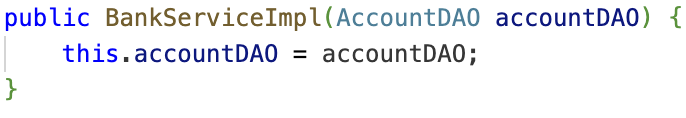 public BankServiceImpl(AccountDAO accountDAO) {
    this.accountDAO = accountDAO;
}